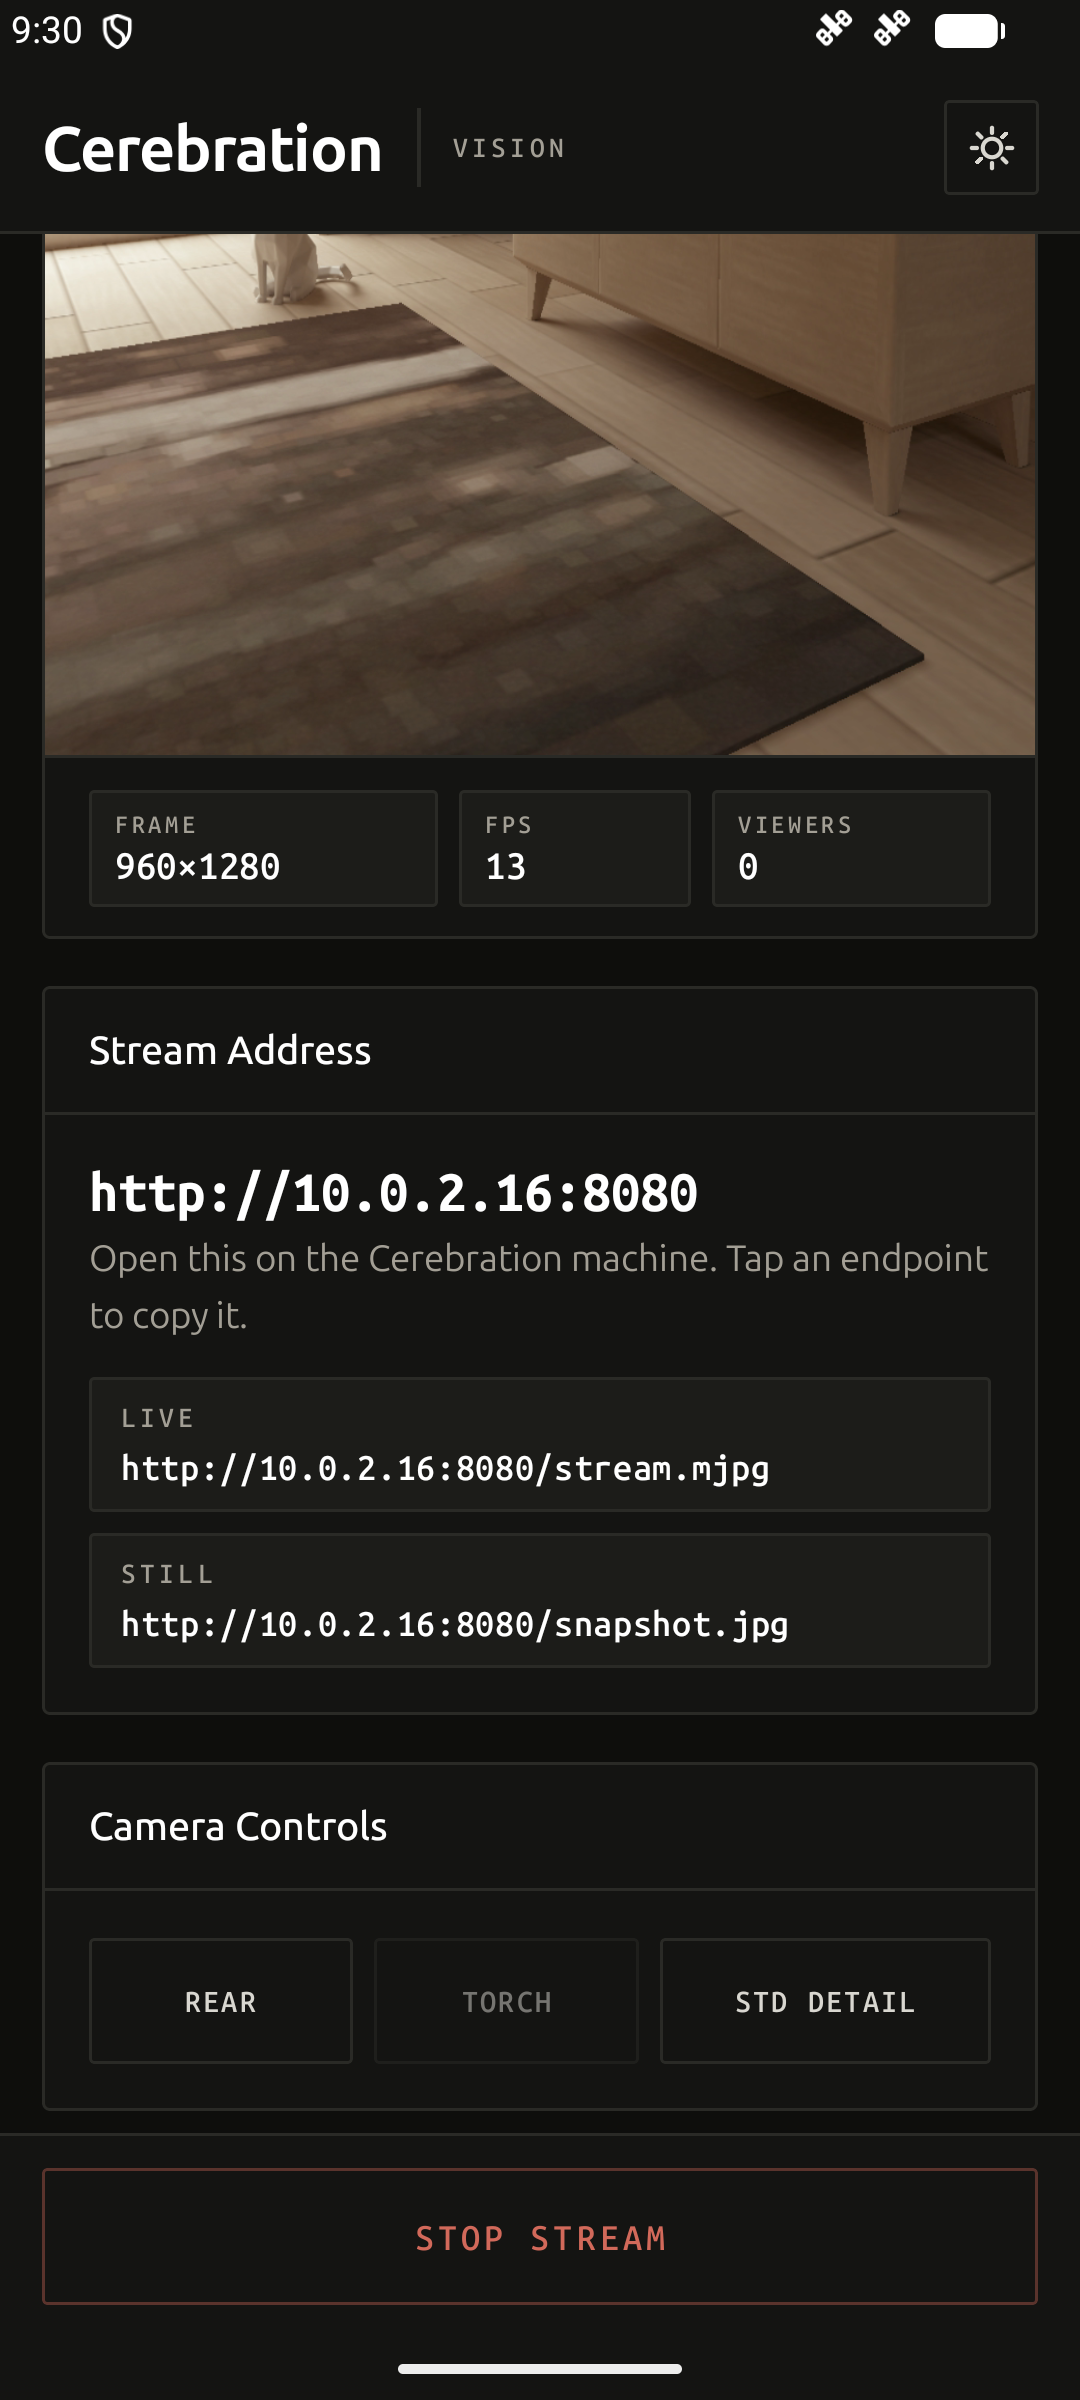 9:30
Cerebration
VISION
FRAME
960×1280
FPS
13
VIEWERS
0
Stream Address
http://10.0.2.16:8080
Open this on the Cerebration machine. Tap an endpoint
to copy it.
LIVE
http://10.0.2.16:8080/stream.mjpg
STILL
http://10.0.2.16:8080/snapshot.jpg
Camera Controls
REAR
TORCH
STD DETAIL
STOP STREAM